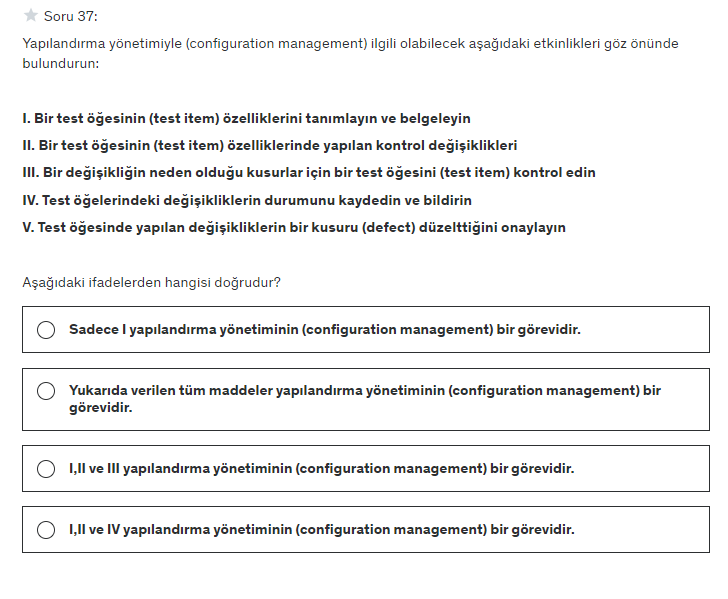 Soru 37:
Yapılandırma yönetimiyle (configuration management) ilgili olabilecek aşağıdaki etkinlikleri göz önünde
bulundurun:
I. Bir test öğesinin (test item) özelliklerini tanımlayın ve belgeleyin
II. Bir test öğesinin (test item) özelliklerinde yapılan kontrol değişiklikleri
III. Bir değişikliğin neden olduğu kusurlar için bir test öğesini (test item) kontrol edin
IV. Test öğelerindeki değişikliklerin durumunu kaydedin ve bildirin
V. Test öğesinde yapılan değişikliklerin bir kusuru (defect) düzelttiğini onaylayın
Aşağıdaki ifadelerden hangisi doğrudur?
Sadece I yapılandırma yönetiminin (configuration management) bir görevidir.
Yukarıda verilen tüm maddeler yapılandırma yönetiminin (configuration management) bir
görevidir.
I,II ve III yapılandırma yönetiminin (configuration management) bir görevidir.
I,II ve IV yapılandırma yönetiminin (configuration management) bir görevidir.